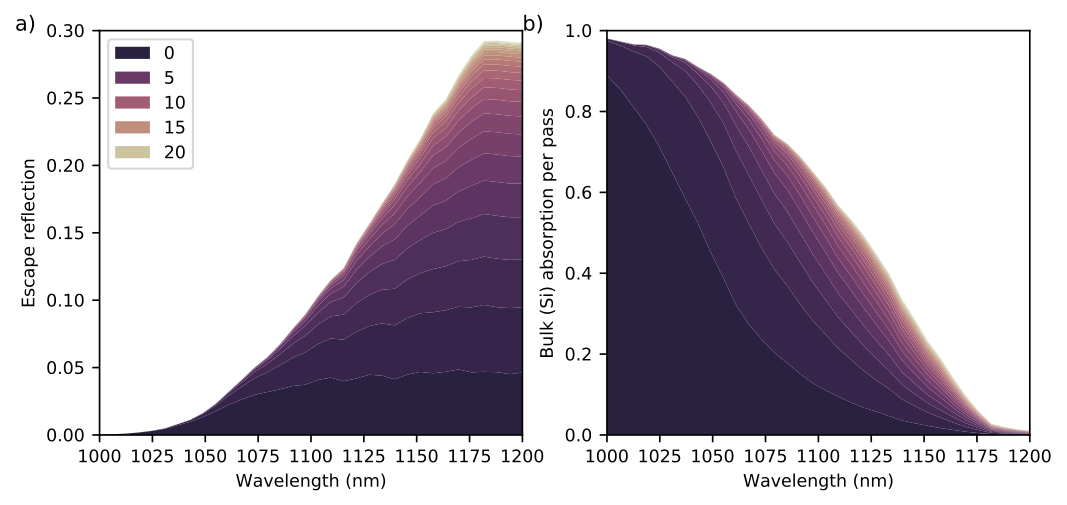 a)
0.30
0.25
0.20
0.15
0.10
0.05
0.00
Escape reflection
0
5
10
15
20
1000 1025 1050 1075 1100 1125 1150 1175 1200
Wavelength (nm)
b)
1.0
0.8
0.6
0.4
0.2
0.0
Bulk (Si) absorption per pass
1000 1025 1050 1075 1100 1125 1150 1175 1200
Wavelength (nm)